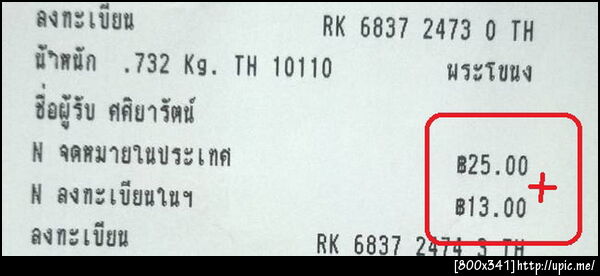 ลงทะเบียน RK 6837 2473 0 TH
น้ำหนัก .732 Kg. TH 10110 พระโขนง
ชื่อผู้รับ ศศิยารัตน์
N จดหมายในประเทศ ฿25.00
+
N ลงทะเบียนในฯ ฿13.00
ลงทะเบียน RK 6837 2474 3 TH
[800x341]http://upic.me/